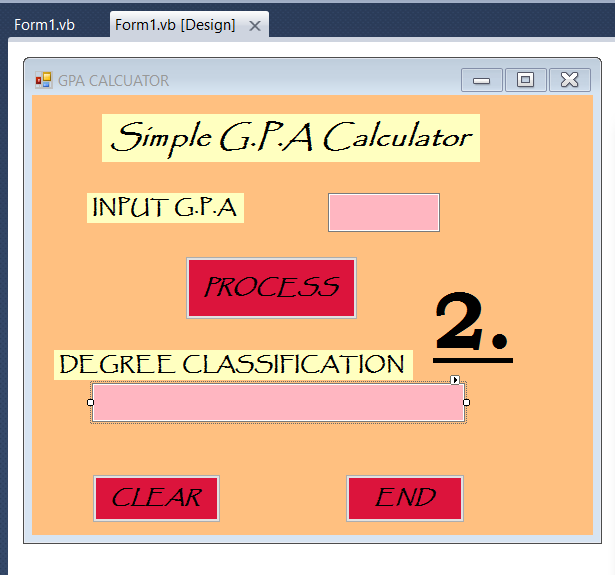 Form1.vb Form1.vb [Design]
GPA CALCUATOR
Simple G.P.A Calculator
INPUT G.P.A
PROCESS
2.
DEGREE CLASSIFICATION
CLEAR END